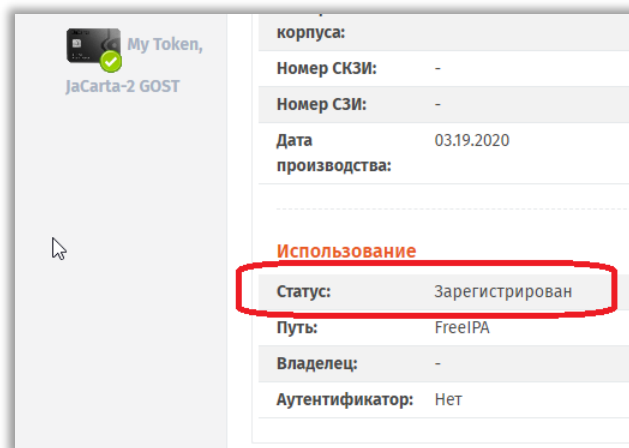 корпуса:
My Token,
JaCarta-2 GOST
Номер СКЗИ: -
Номер СЗИ: -
Дата 03.19.2020
производства:
Использование
Статус: Зарегистрирован
Путь: FreeIPA
Владелец: -
Аутентификатор: Нет